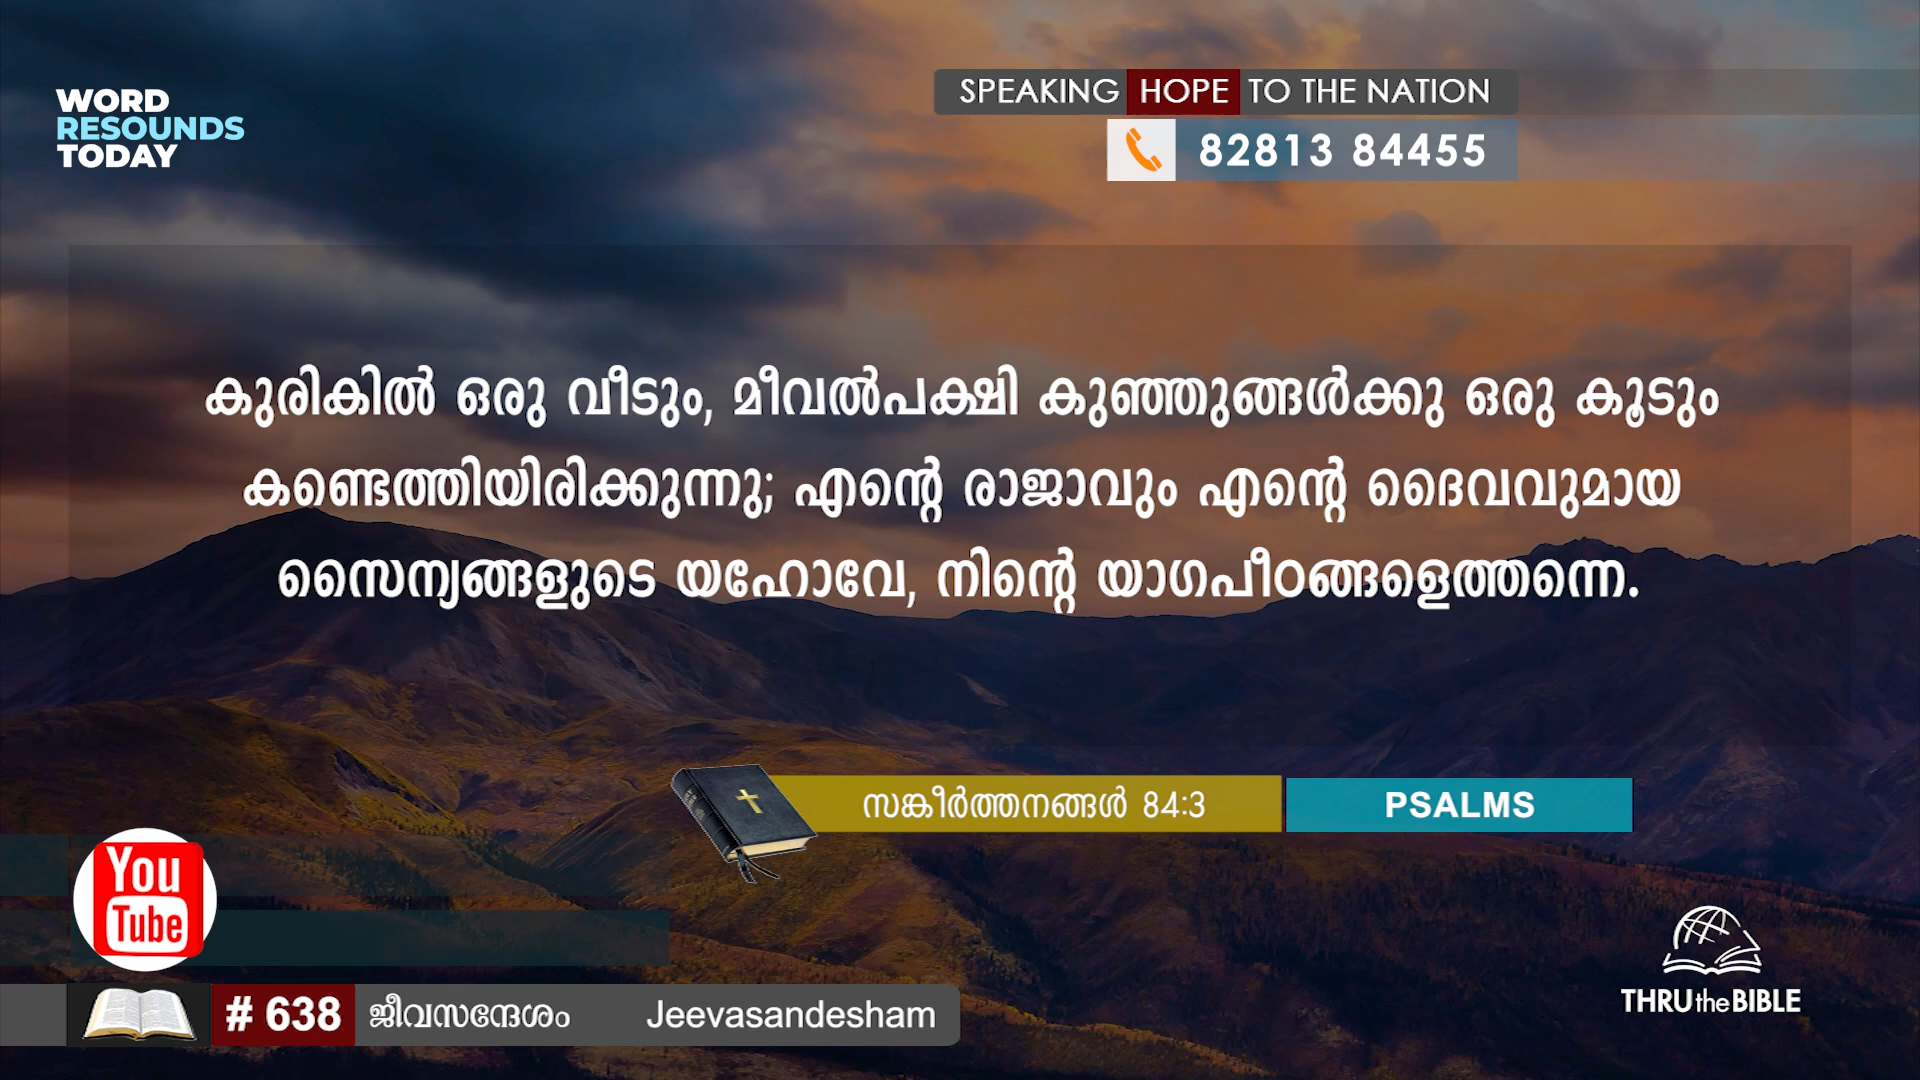 WORD
RESOUNDS
TODAY
SPEAKING HOPE TO THE NATION
82813 84455
കുരികിൽ ഒരു വീടും, മീവൽപക്ഷി കുഞ്ഞുങ്ങൾക്കു ഒരു കൂടും
കണ്ടെത്തിയിരിക്കുന്നു; എന്റെ രാജാവും എന്റെ ദൈവവുമായ
സൈന്യങ്ങളുടെ യഹോവേ, നിന്റെ യാഗപീഠങ്ങളെത്തന്നെ.
സങ്കീർത്തനങ്ങൾ 84:3
PSALMS
You
Tube
# 638 ജീവസന്ദേശം Jeevasandesham
THRU the BIBLE